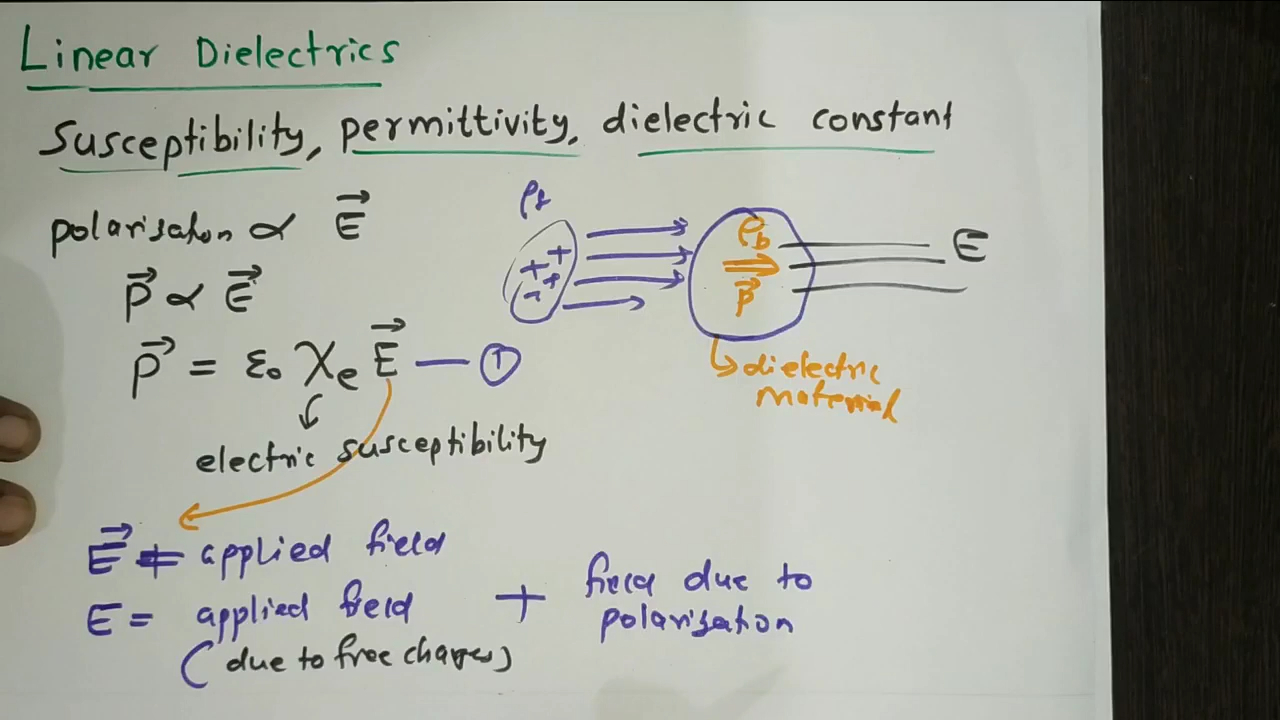 Linear Dielectrics
Susceptibility, permittivity, dielectric constant
polarisation ∝ E⃗
P⃗ ∝ E⃗
P⃗ = ε₀ χₑ E⃗ — ①
electric susceptibility
ρf
+ + + +
ρb
P⃗
E
dielectric material
E⃗ ≠ applied field
E = applied field + field due to polarisation
(due to free charges)